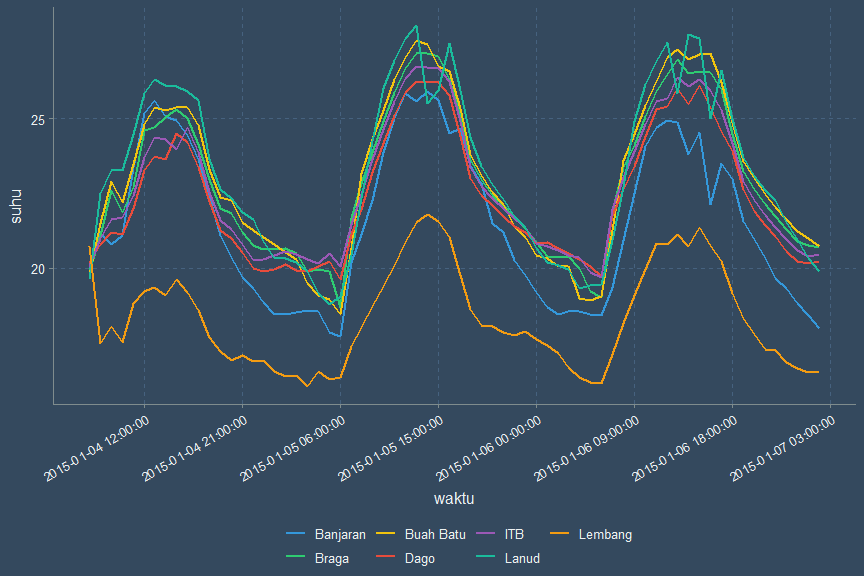 25
20
suhu
2015-01-04 12:00:00
2015-01-04 21:00:00
2015-01-05 06:00:00
2015-01-05 15:00:00
2015-01-06 00:00:00
2015-01-06 09:00:00
2015-01-06 18:00:00
2015-01-07 03:00:00
waktu
Banjaran Buah Batu ITB Lembang
Braga Dago Lanud